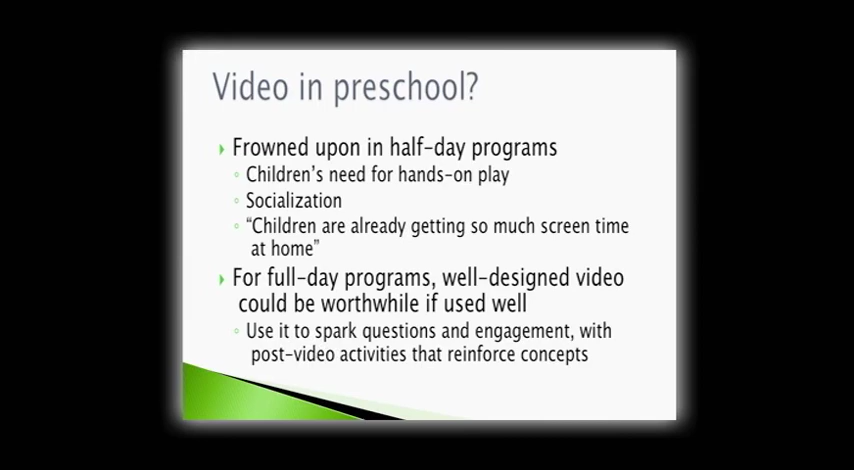 Video in preschool?
Frowned upon in half-day programs
Children's need for hands-on play
Socialization
“Children are already getting so much screen time
at home”
For full-day programs, well-designed video
could be worthwhile if used well
Use it to spark questions and engagement, with
post-video activities that reinforce concepts